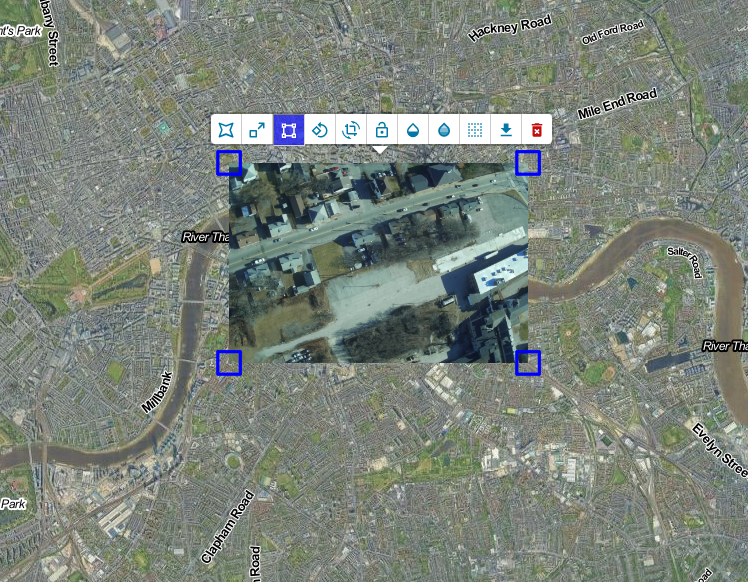 bany Street
nt's Park
Hackney Road
Old Ford Road
Mile End Road
River Tha
Salter Road
River Tha
Millbank
Evelyn Stree
Park
Clapham Road
n Road
oad